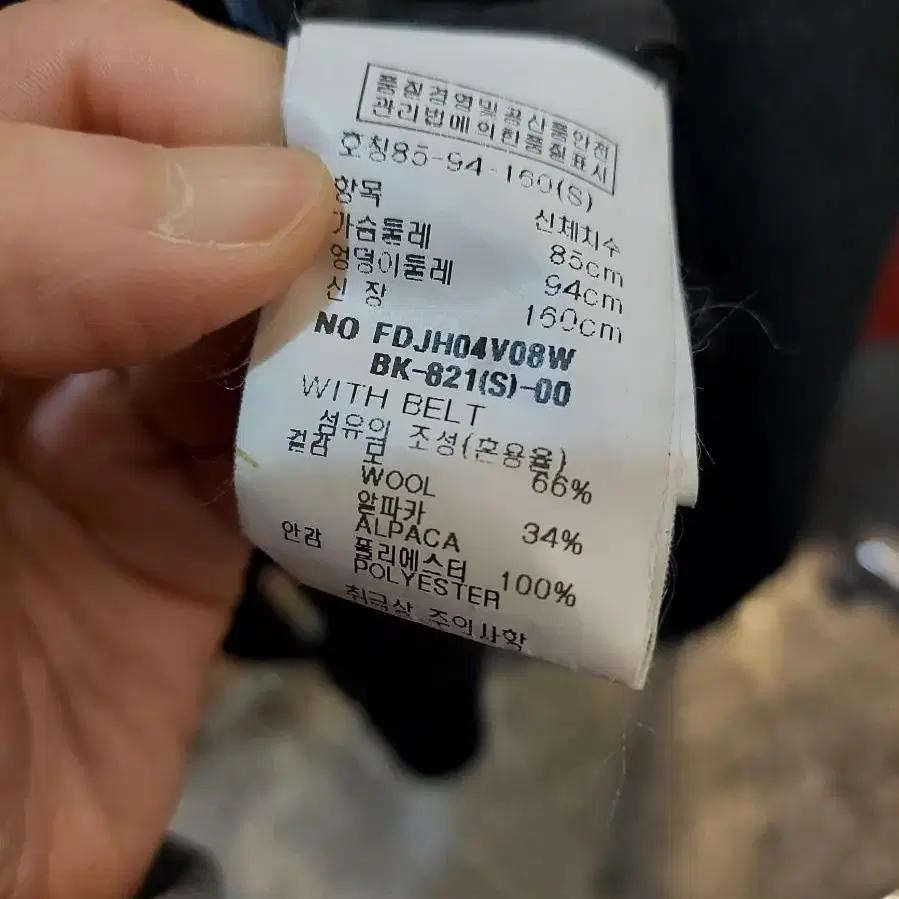 품질경영및공산품안전
관리법에의한품질표시
호칭85-94-160(S)
항목 신체치수
가슴둘레 85cm
엉덩이둘레 94cm
신 장 160cm
NO FDJH04V08W
BK-821(S)-00
WITH BELT
섬유의 조성(혼용율)
겉감 모
WOOL 66%
알파카
ALPACA 34%
안감 폴리에스터
POLYESTER 100%
취급상 주의사항